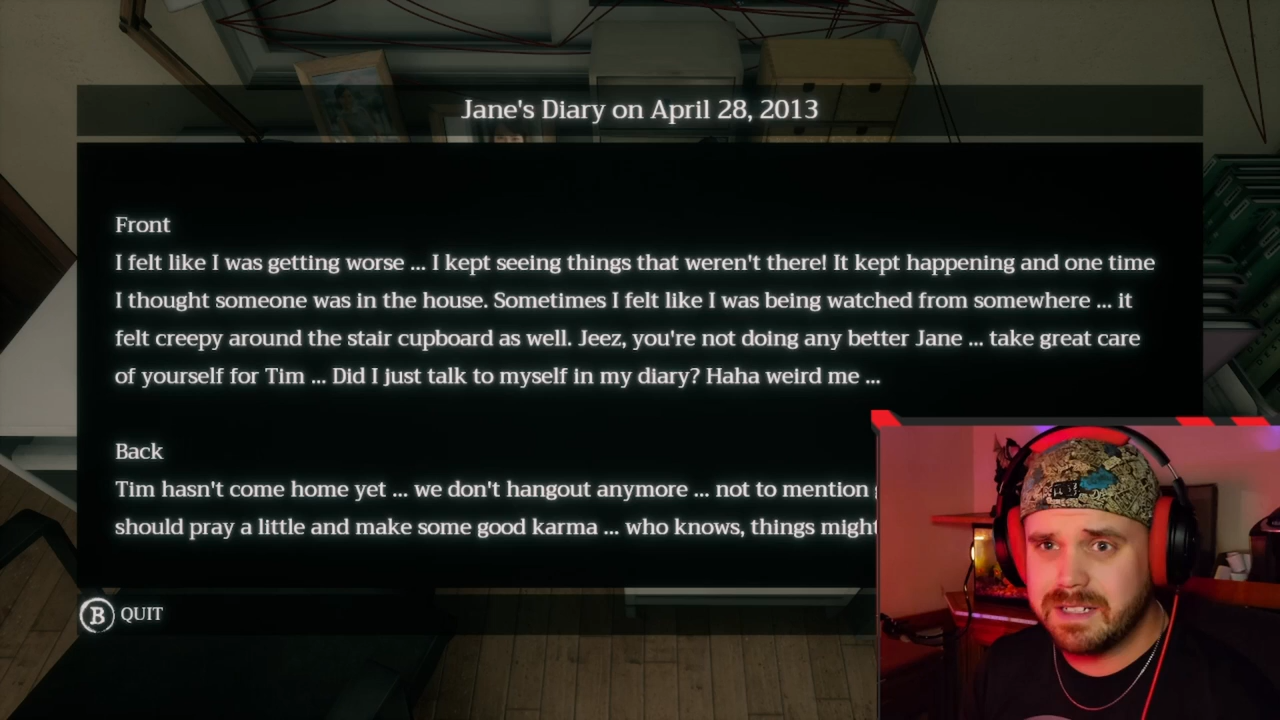 Jane's Diary on April 28, 2013
Front
I felt like I was getting worse ... I kept seeing things that weren't there! It kept happening and one time
I thought someone was in the house. Sometimes I felt like I was being watched from somewhere ... it
felt creepy around the stair cupboard as well. Jeez, you're not doing any better Jane ... take great care
of yourself for Tim ... Did I just talk to myself in my diary? Haha weird me ...
Back
Tim hasn't come home yet ... we don't hangout anymore ... not to mention
should pray a little and make some good karma ... who knows, things might
B QUIT